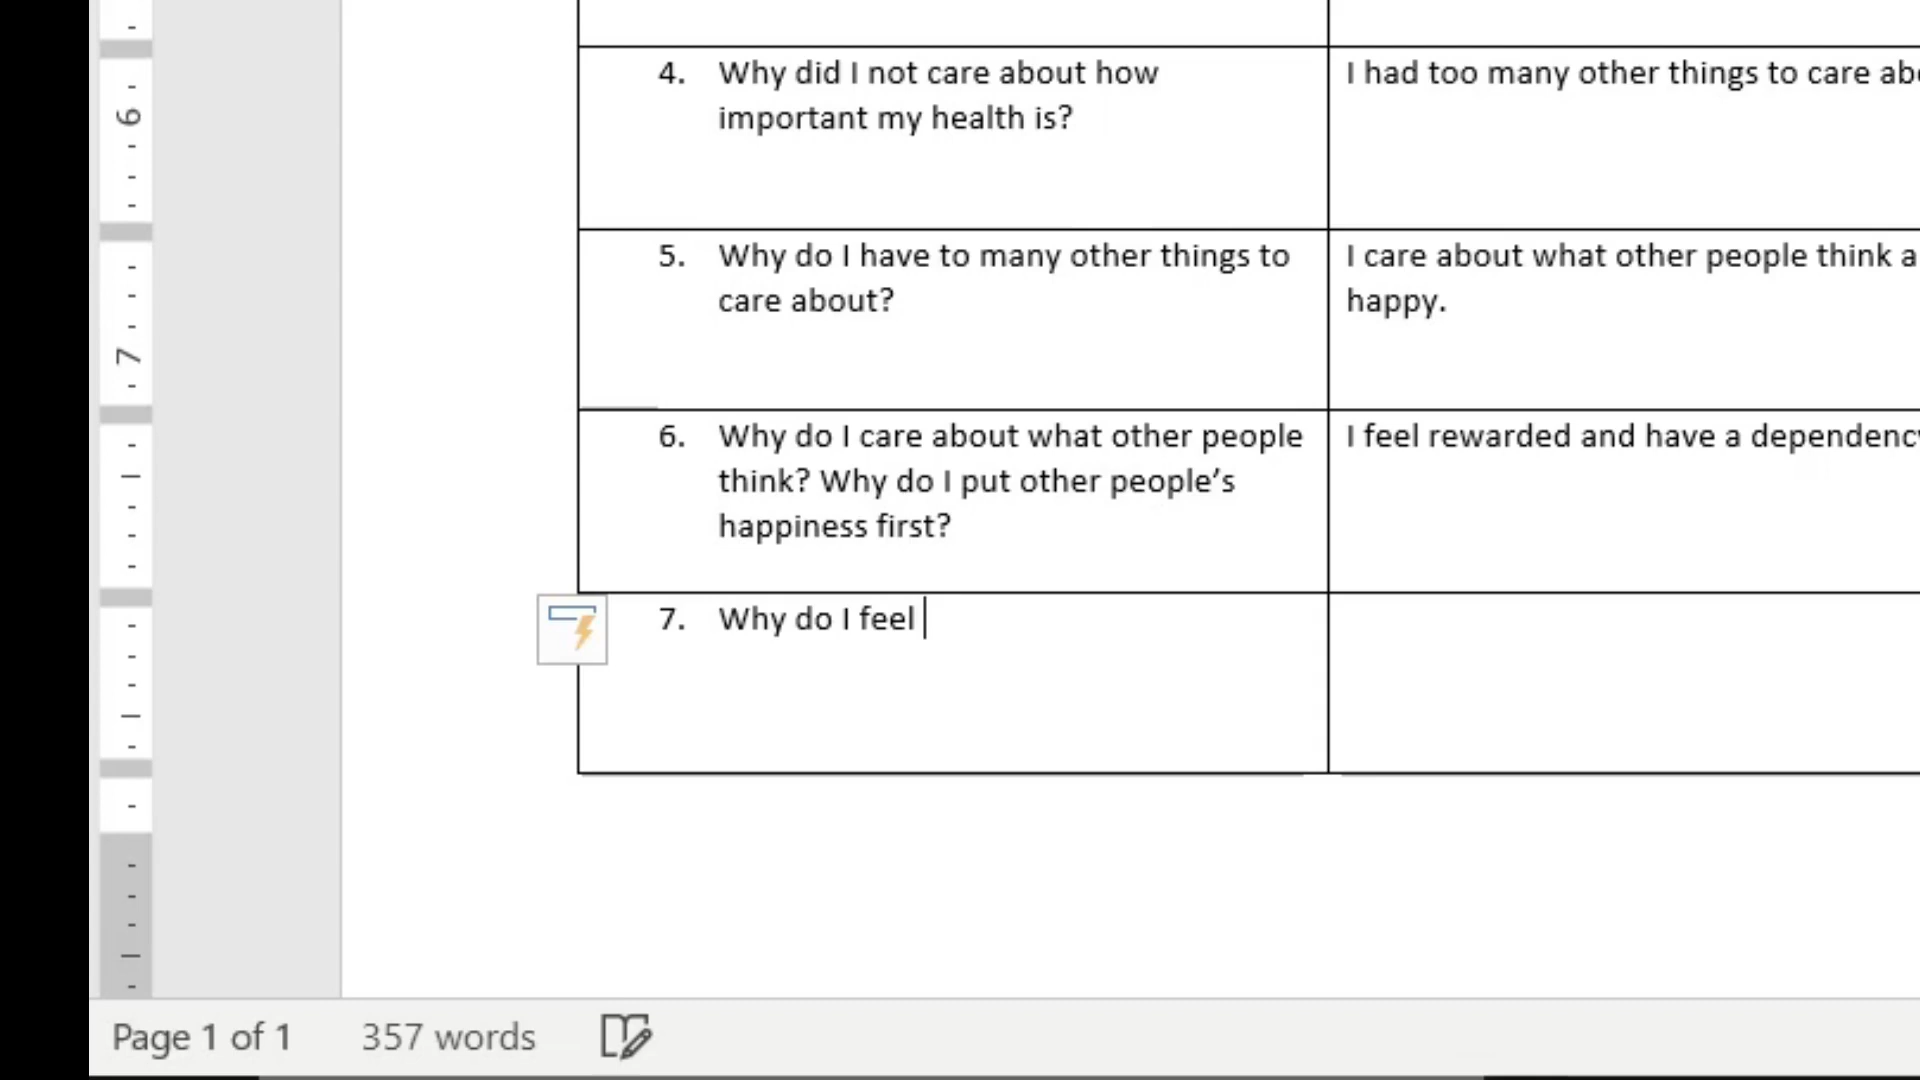 4. Why did I not care about how
important my health is?
I had too many other things to care
5. Why do I have to many other things to
care about?
I care about what other people think
happy.
6. Why do I care about what other people
think? Why do I put other people’s
happiness first?
I feel rewarded and have a
7. Why do I feel
6
7
Page 1 of 1
357 words